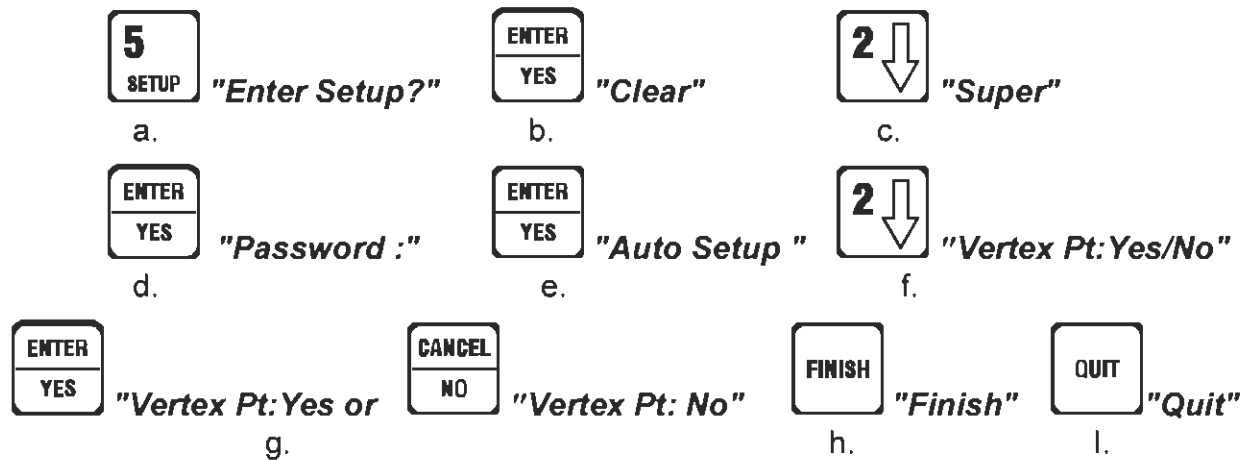 5 SETUP "Enter Setup?" ENTER YES "Clear" 2 "Super"
a. b. c.
ENTER YES "Password :" ENTER YES "Auto Setup " 2 "Vertex Pt:Yes/No"
d. e. f.
ENTER YES "Vertex Pt:Yes or CANCEL NO "Vertex Pt: No" FINISH "Finish" QUIT "Quit"
g. h. I.